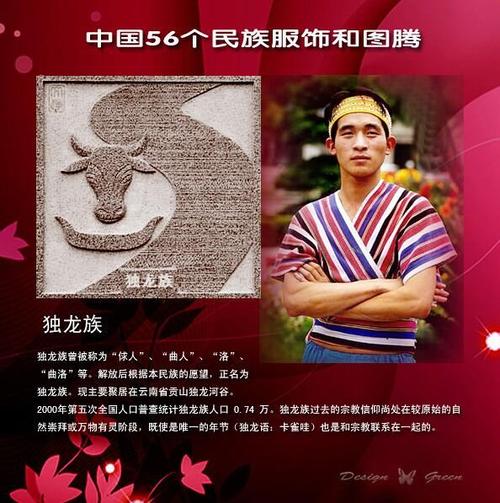 中国56个民族服饰和图腾
独龙族
独龙族
独龙族曾被称为“俅人”、“曲人”、“洛”、
“曲洛”等。解放后根据本民族的愿望，正名为
独龙族。现主要聚居在云南省贡山独龙河谷。
2000年第五次全国人口普查统计独龙族人口 0.74 万。独龙族过去的宗教信仰尚处在较原始的自
然崇拜或万物有灵阶段，既使是唯一的年节（独龙语：卡雀哇）也是和宗教联系在一起的。
Design Green